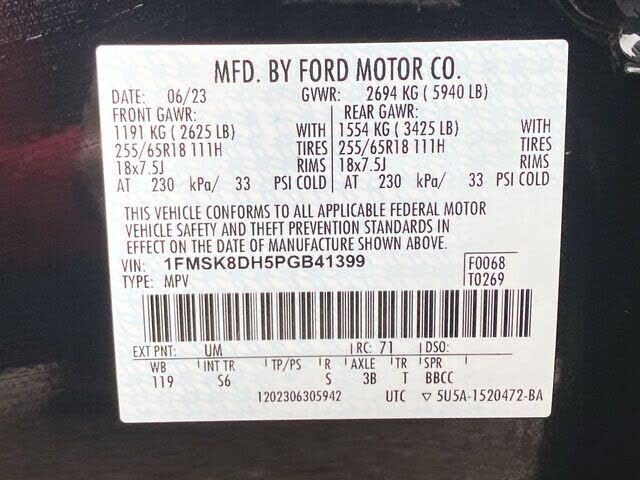 MFD. BY FORD MOTOR CO.
DATE: 06/23 GVWR: 2694 KG ( 5940 LB)
FRONT GAWR: REAR GAWR:
1191 KG ( 2625 LB) WITH 1554 KG ( 3425 LB) WITH
255/65R18 111H TIRES 255/65R18 111H TIRES
18x7.5J RIMS 18x7.5J RIMS
AT 230 kPa/ 33 PSI COLD AT 230 kPa/ 33 PSI COLD
THIS VEHICLE CONFORMS TO ALL APPLICABLE FEDERAL MOTOR
VEHICLE SAFETY AND THEFT PREVENTION STANDARDS IN
EFFECT ON THE DATE OF MANUFACTURE SHOWN ABOVE.
VIN: 1FMSK8DH5PGB41399 F0068
TYPE: MPV T0269
EXT PNT: UM RC: 71 DSO:
WB INT TR TP/PS R AXLE TR SPR
119 S6 S 3B T BBCC
1202306305942 UTC ▽ 5U5A-1520472-BA